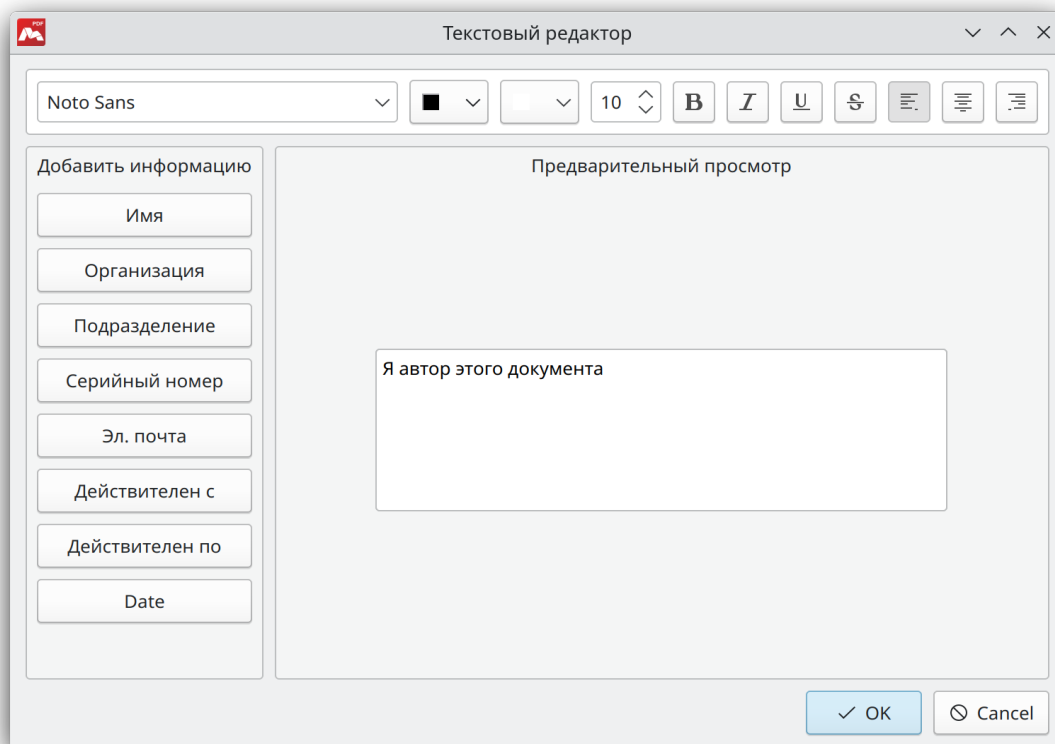 PDF
Текстовый редактор
Noto Sans
10
B I U S
Добавить информацию
Предварительный просмотр
Имя
Организация
Подразделение
Серийный номер
Эл. почта
Действителен с
Действителен по
Date
Я автор этого документа
OK
Cancel